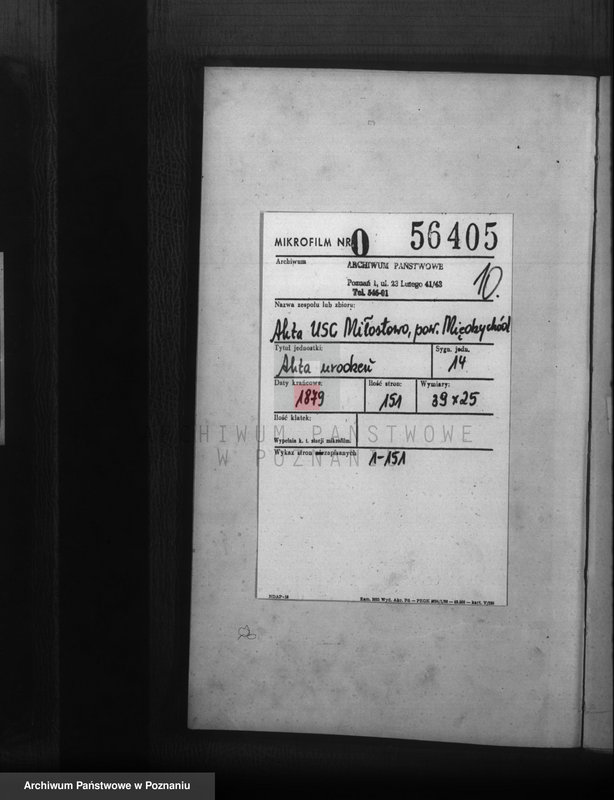 MIKROFILM NR 0 56405
Archiwum
ARCHIWUM PAŃSTWOWE
Poznań 1, ul. 23 Lutego 41/43
Tel. 546-01
10.
Nazwa zespołu lub zbioru:
Akta USC Miłostowo, pow. Międzychód
Tytuł jednostki:
Akta urodzeń
Sygn. jedn.
14
Daty krańcowe:
1879
Ilość stron:
151
Wymiary:
39 x 25
Ilość klatek:
Wypełnia k. t. stacji mikrofilm.
ARCHIWUM PAŃSTWOWE
W POZNANIU
Wykaz stron niezapisanych
1-151
NDAP-
Archiwum Państwowe w Poznaniu